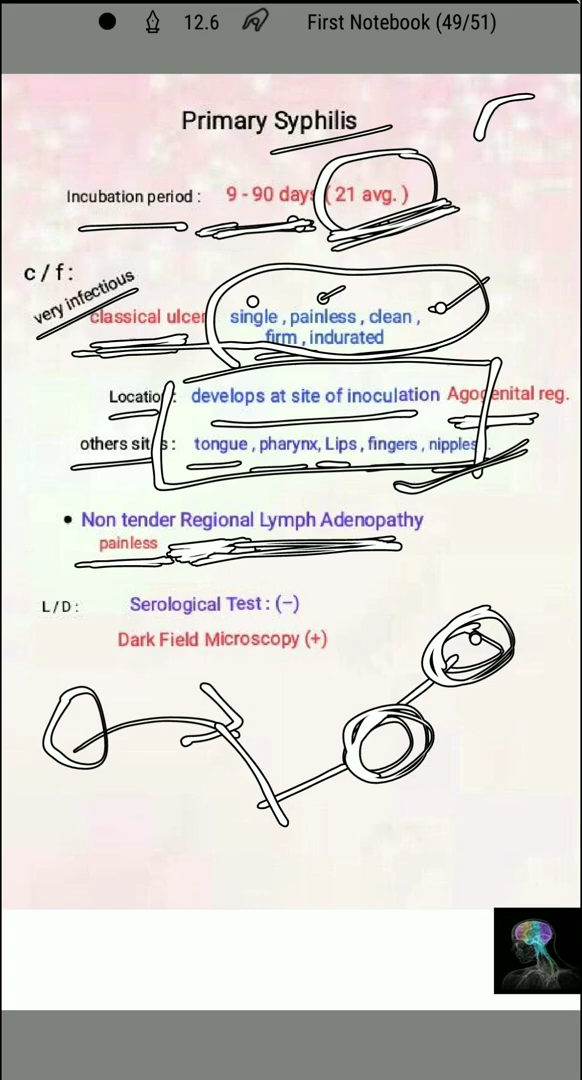 12.6 First Notebook (49/51)
Primary Syphilis
Incubation period : 9 - 90 days ( 21 avg. )
c / f :
very infectious
classical ulcer single , painless , clean ,
firm , indurated
Location : develops at site of inoculation Agogenital reg.
others sites : tongue , pharynx, Lips , fingers , nipples
• Non tender Regional Lymph Adenopathy
painless
L / D : Serological Test : (−)
Dark Field Microscopy (+)